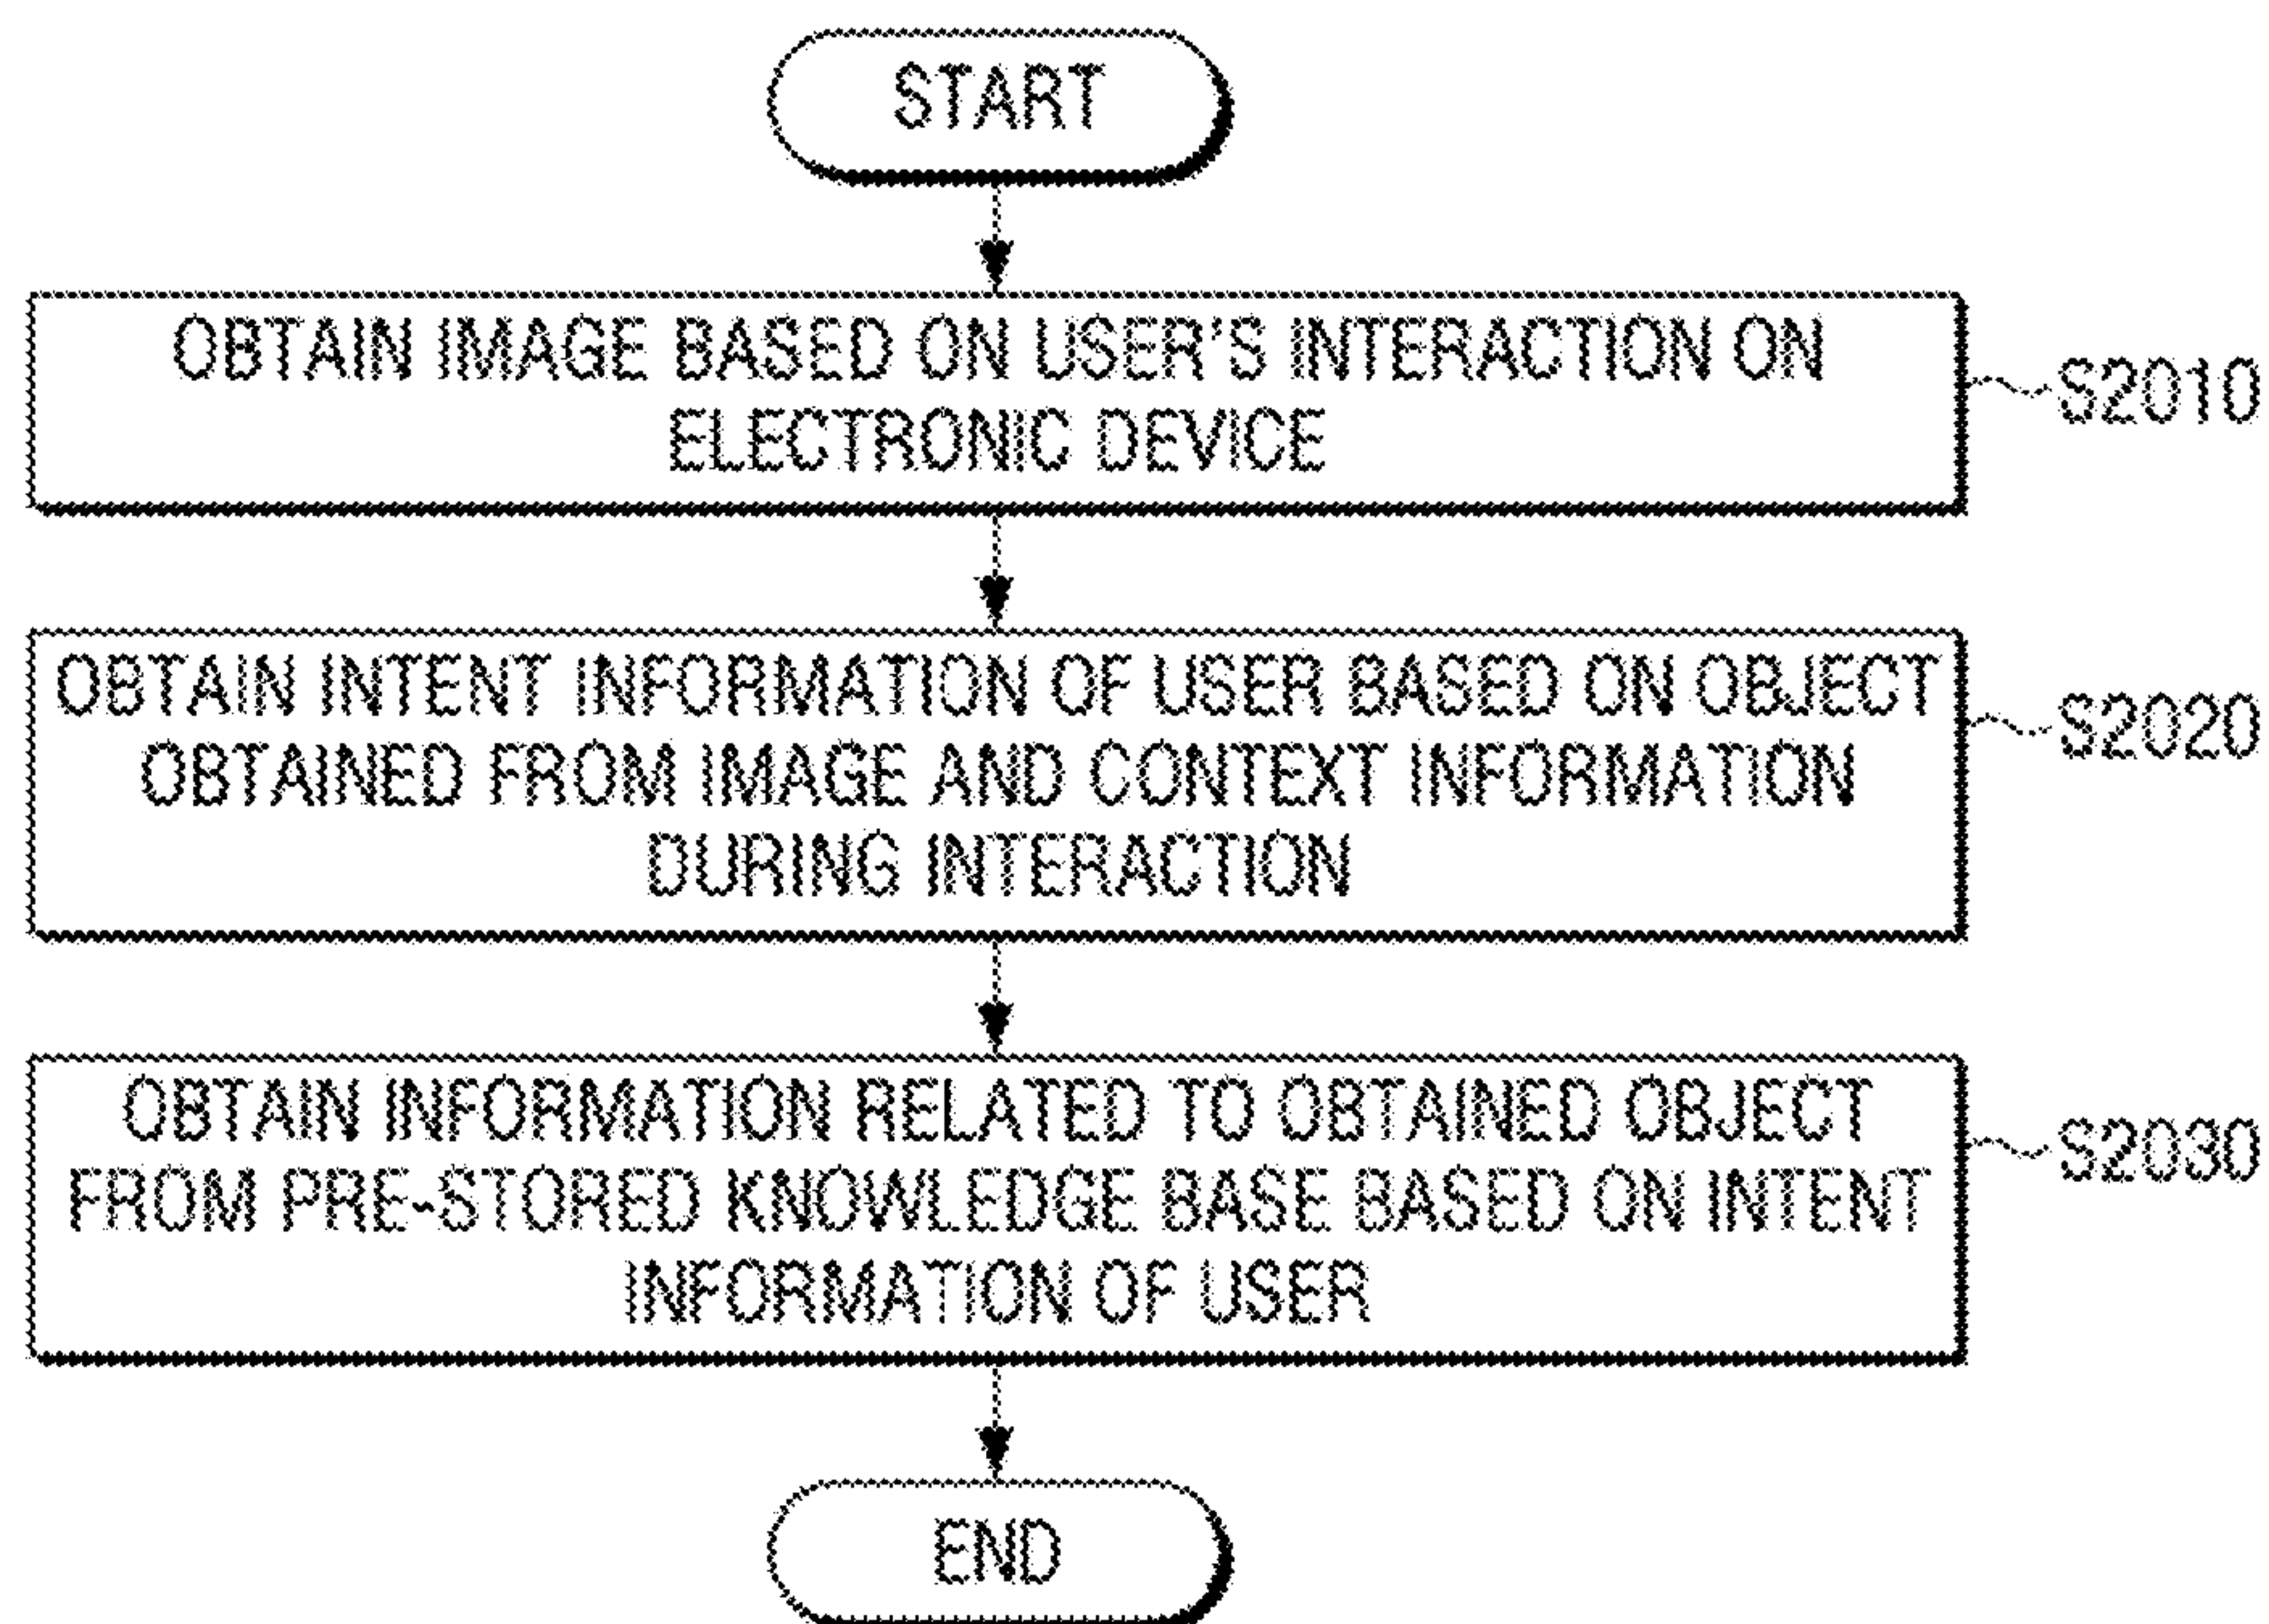 START
OBTAIN IMAGE BASED ON USER'S INTERACTION ON
ELECTRONIC DEVICE
S2010
OBTAIN INTENT INFORMATION OF USER BASED ON OBJECT
OBTAINED FROM IMAGE AND CONTEXT INFORMATION
DURING INTERACTION
S2020
OBTAIN INFORMATION RELATED TO OBTAINED OBJECT
FROM PRE-STORED KNOWLEDGE BASE BASED ON INTENT
INFORMATION OF USER
S2030
END